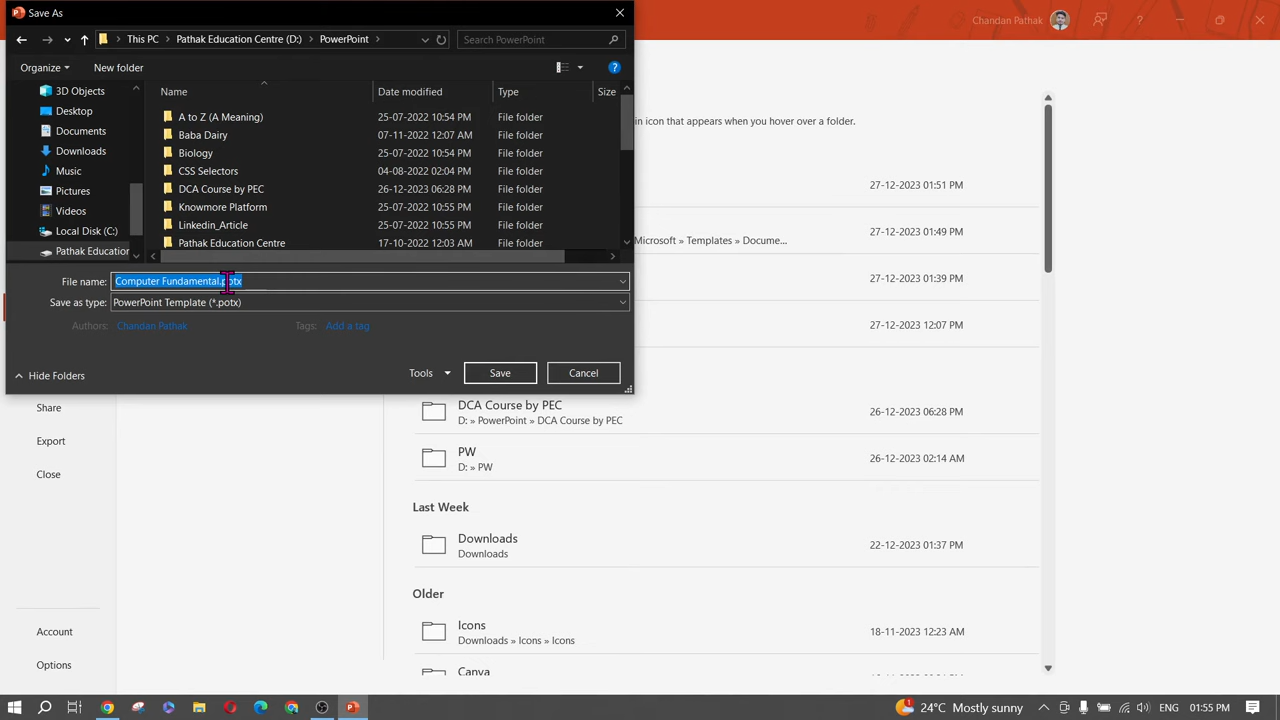 Save As
Chandan Pathak
This PC
Pathak Education Centre (D:)
PowerPoint
Search PowerPoint
Organize
New folder
Name
Date modified
Type
Size
3D Objects
Desktop
Documents
Downloads
Music
Pictures
Videos
Local Disk (C:)
Pathak Education
A to Z (A Meaning) 25-07-2022 10:54 PM File folder
Baba Dairy 07-11-2022 12:07 AM File folder
Biology 25-07-2022 10:54 PM File folder
CSS Selectors 04-08-2022 02:04 PM File folder
DCA Course by PEC 26-12-2023 06:28 PM File folder
Knowmore Platform 25-07-2022 10:55 PM File folder
Linkedin_Article 25-07-2022 10:55 PM File folder
Pathak Education Centre 17-10-2022 12:03 AM File folder
File name: Computer Fundamental.potx
Save as type: PowerPoint Template (*.potx)
Authors: Chandan Pathak Tags: Add a tag
Hide Folders
Tools
Save
Cancel
in icon that appears when you hover over a folder.
27-12-2023 01:51 PM
27-12-2023 01:49 PM
Microsoft » Templates » Docume...
27-12-2023 01:39 PM
27-12-2023 12:07 PM
Share
Export
Close
Account
Options
DCA Course by PEC
D: » PowerPoint » DCA Course by PEC
26-12-2023 06:28 PM
PW
D: » PW
26-12-2023 02:14 AM
Last Week
Downloads
Downloads
22-12-2023 01:37 PM
Older
Icons
Downloads » Icons » Icons
18-11-2023 12:23 AM
Canva
24°C Mostly sunny
ENG
01:55 PM